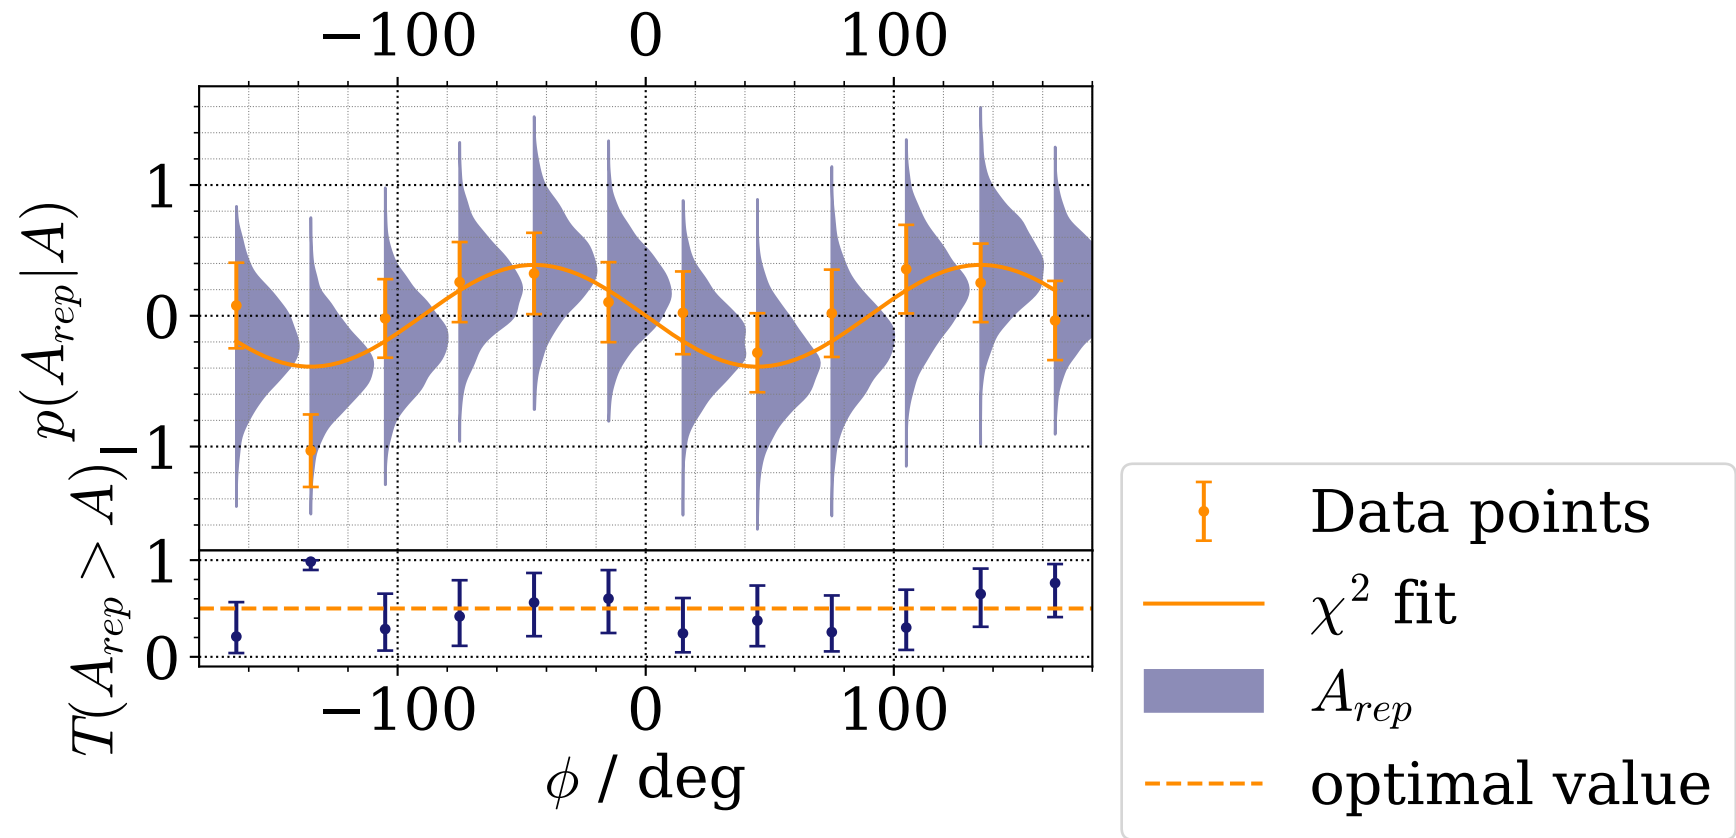 −100 0 100
p(A_rep|A)
1
0
−1
T(A_rep > A)
1
0
−100 0 100
ϕ / deg
Data points
χ² fit
A_rep
optimal value